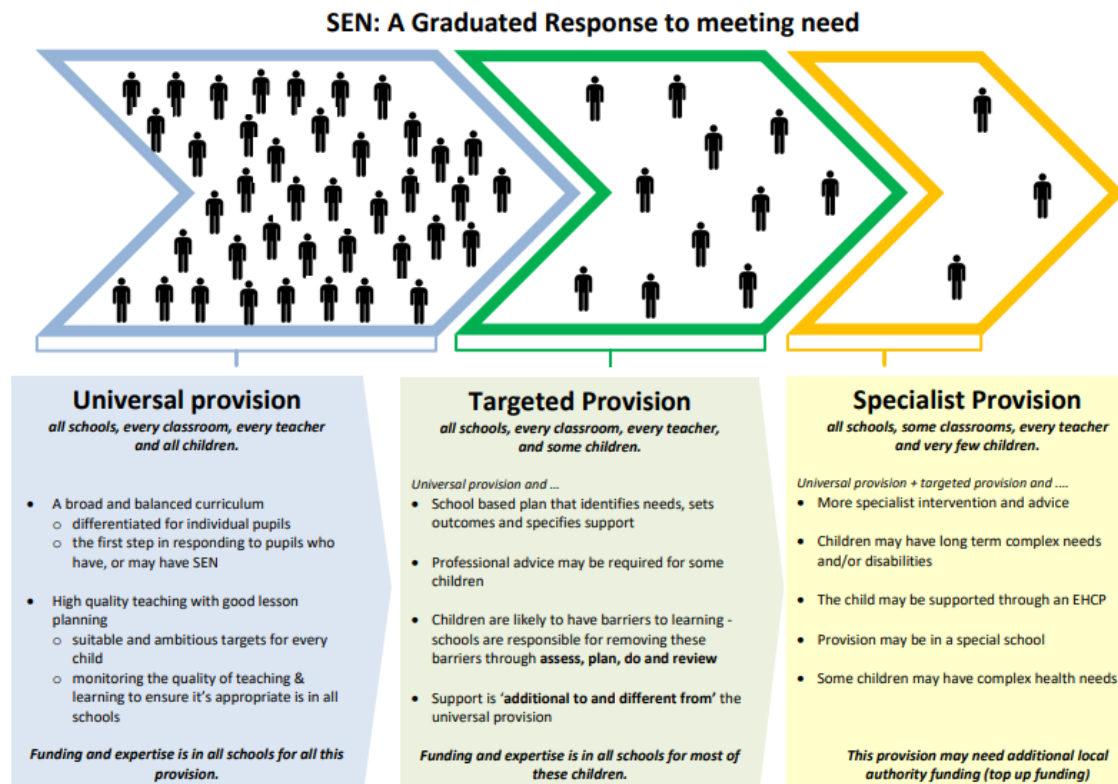 SEN: A Graduated Response to meeting need
Universal provision
all schools, every classroom, every teacher
and all children.
• A broad and balanced curriculum
o differentiated for individual pupils
o the first step in responding to pupils who
have, or may have SEN
• High quality teaching with good lesson
planning
o suitable and ambitious targets for every
child
o monitoring the quality of teaching &
learning to ensure it's appropriate is in all
schools
Funding and expertise is in all schools for all this
provision.
Targeted Provision
all schools, every classroom, every teacher,
and some children.
Universal provision and ...
• School based plan that identifies needs, sets
outcomes and specifies support
• Professional advice may be required for some
children
• Children are likely to have barriers to learning -
schools are responsible for removing these
barriers through assess, plan, do and review
• Support is 'additional to and different from' the
universal provision
Funding and expertise is in all schools for most of
these children.
Specialist Provision
all schools, some classrooms, every teacher
and very few children.
Universal provision + targeted provision and ....
• More specialist intervention and advice
• Children may have long term complex needs
and/or disabilities
• The child may be supported through an EHCP
• Provision may be in a special school
• Some children may have complex health needs
This provision may need additional local
authority funding (top up funding)